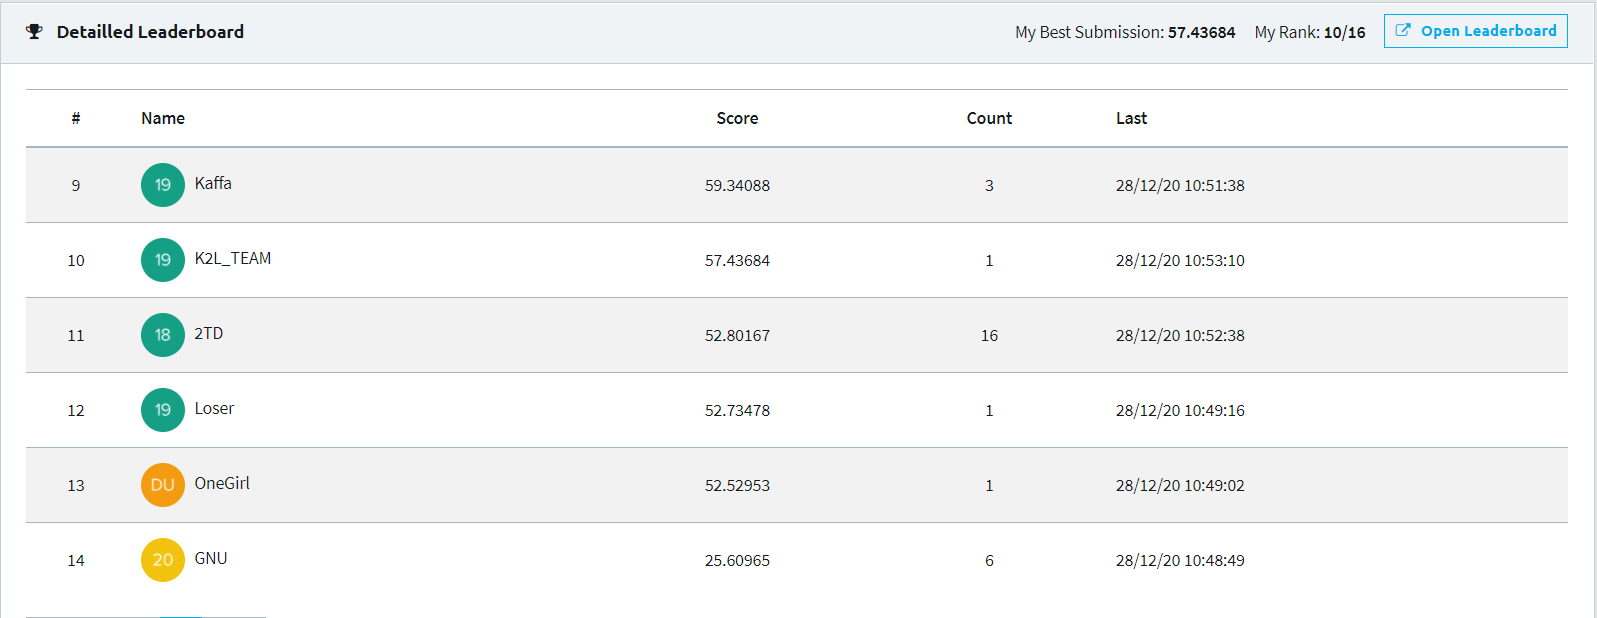 Detailled Leaderboard My Best Submission: 57.43684 My Rank: 10/16 Open Leaderboard
# Name Score Count Last
9 19 Kaffa 59.34088 3 28/12/20 10:51:38
10 19 K2L_TEAM 57.43684 1 28/12/20 10:53:10
11 18 2TD 52.80167 16 28/12/20 10:52:38
12 19 Loser 52.73478 1 28/12/20 10:49:16
13 DU OneGirl 52.52953 1 28/12/20 10:49:02
14 20 GNU 25.60965 6 28/12/20 10:48:49